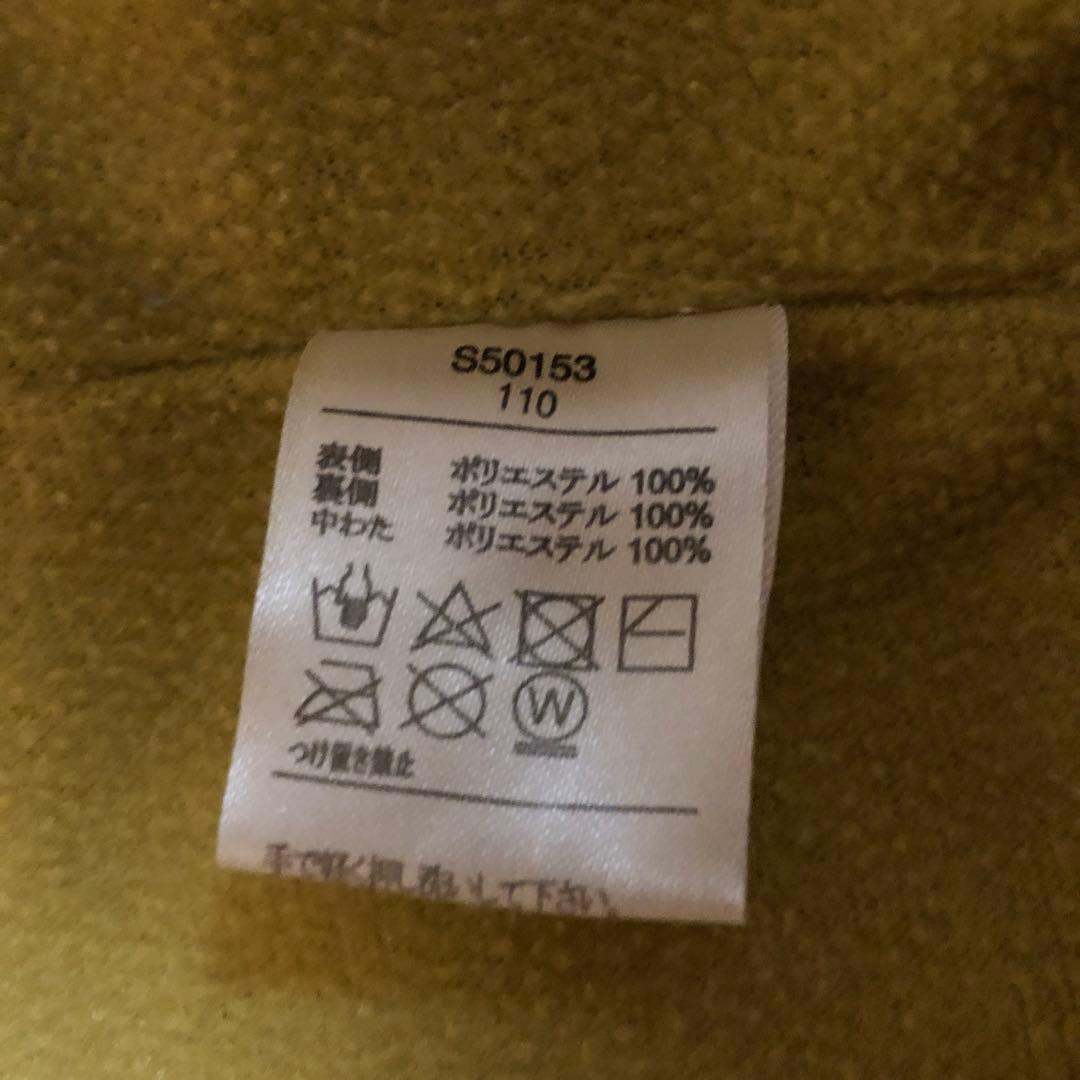 S50153
110
表側 ポリエステル 100%
裏側 ポリエステル 100%
中わた ポリエステル 100%
W
つけ置き禁止
手で軽く押し洗いして下さい。